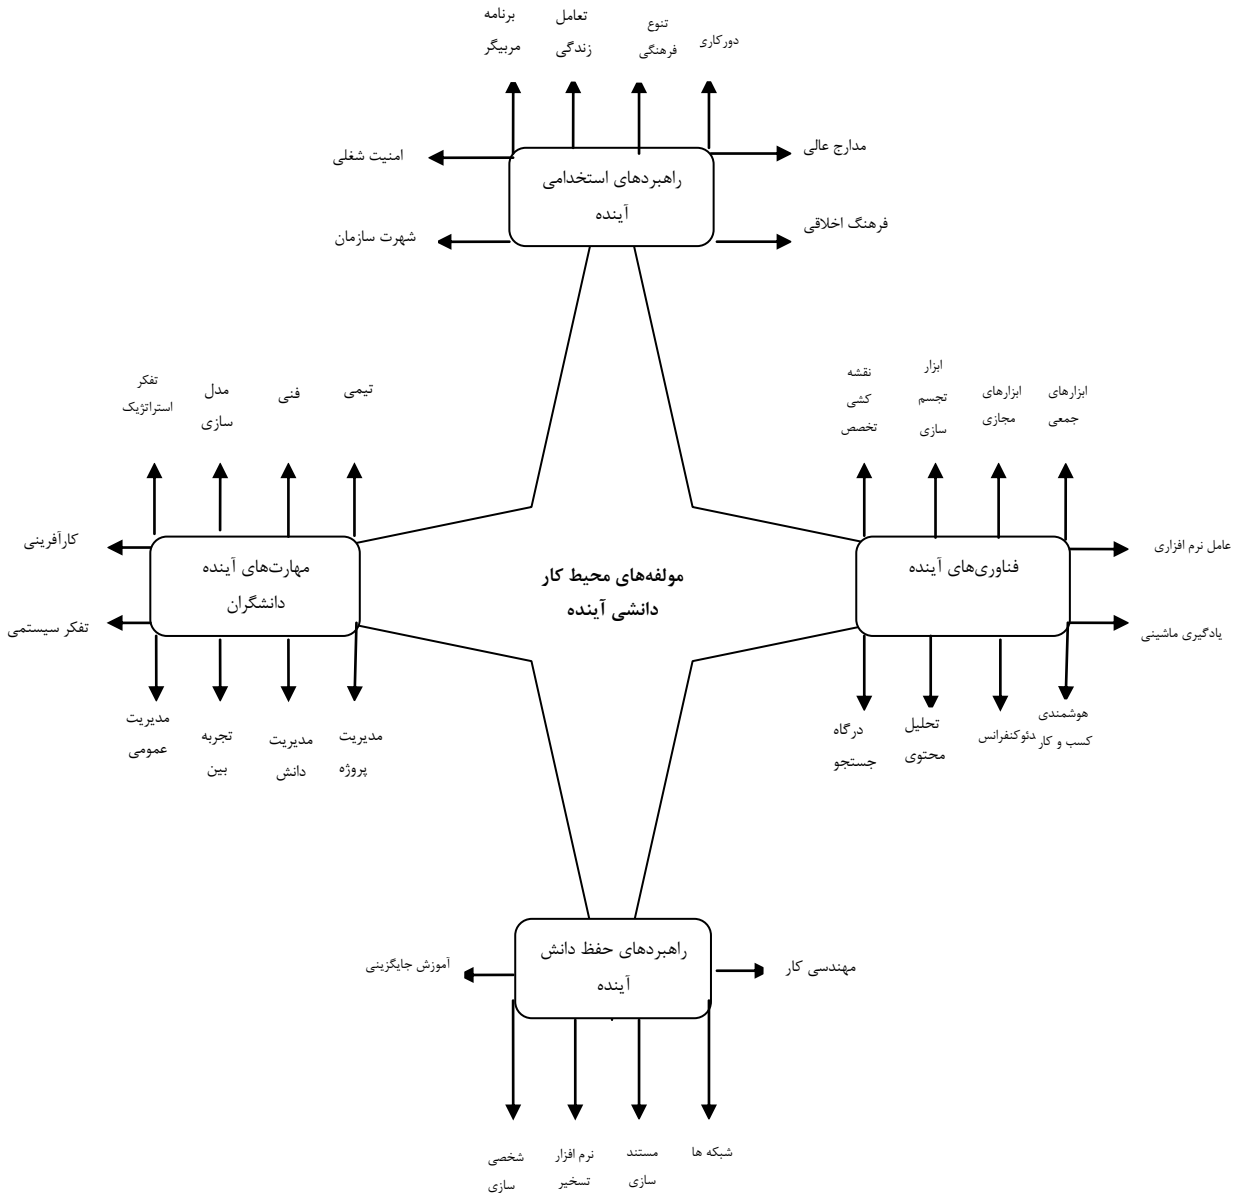 دورکاری
تنوع
فرهنگی
تعامل
زندگی
برنامه
مربیگر
مدارج عالی
امنیت شغلی
راهبردهای استخدامی
آینده
فرهنگ اخلاقی
شهرت سازمان
ابزارهای
جمعی
ابزارهای
مجازی
ابزار
تجسم
سازی
نقشه
کشی
تخصص
تیمی
فنی
مدل
سازی
تفکر
استراتژیک
عامل نرم افزاری
فناوری‌های آینده
یادگیری ماشینی
مولفه‌های محیط کار
دانشی آینده
مهارت‌های آینده
دانشگران
کارآفرینی
تفکر سیستمی
هوشمندی
کسب و کار
دئوکنفرانس
تحلیل
محتوی
درگاه
جستجو
مدیریت
پروژه
مدیریت
دانش
تجربه
بین
مدیریت
عمومی
راهبردهای حفظ دانش
آینده
مهندسی کار
آموزش جایگزینی
شبکه ها
مستند
سازی
نرم افزار
تسخیر
شخصی
سازی